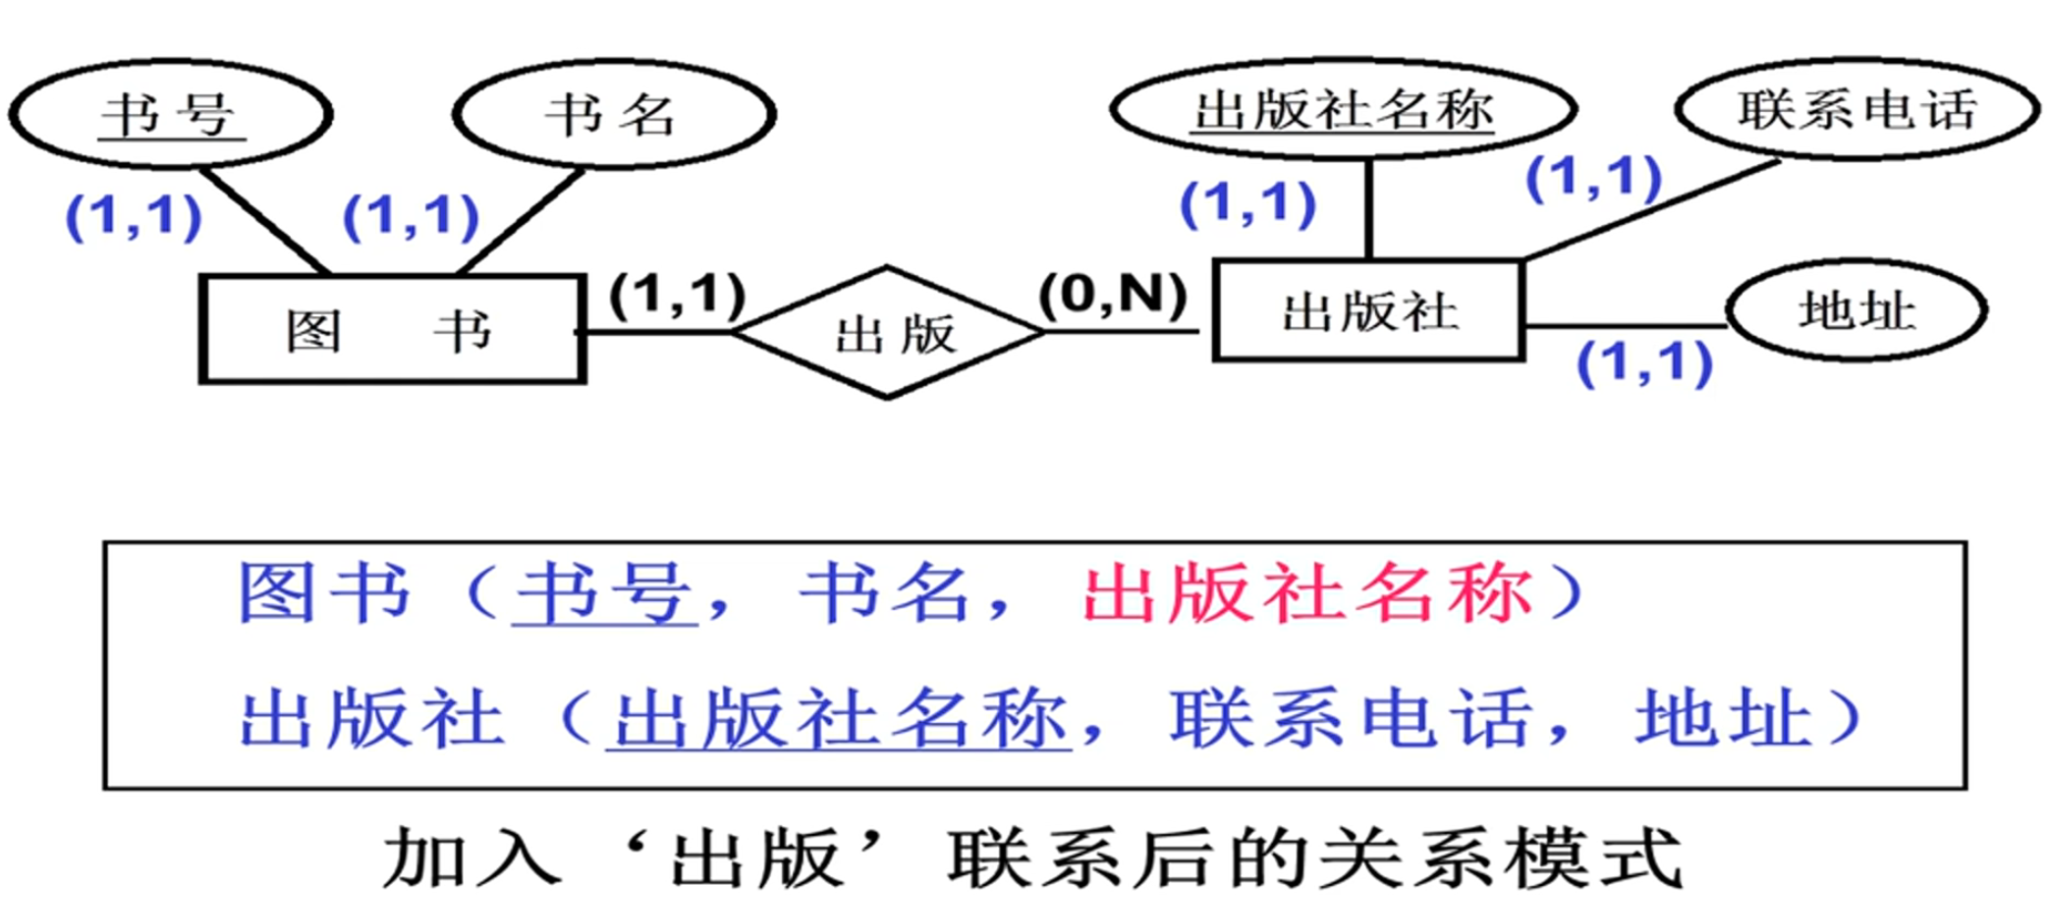 书号 书名 出版社名称 联系电话
(1,1) (1,1) (1,1) (1,1)
图 书 (1,1) 出版 (0,N) 出版社 地址
(1,1)
图书（书号，书名，出版社名称）
出版社（出版社名称，联系电话，地址）
加入‘出版’联系后的关系模式